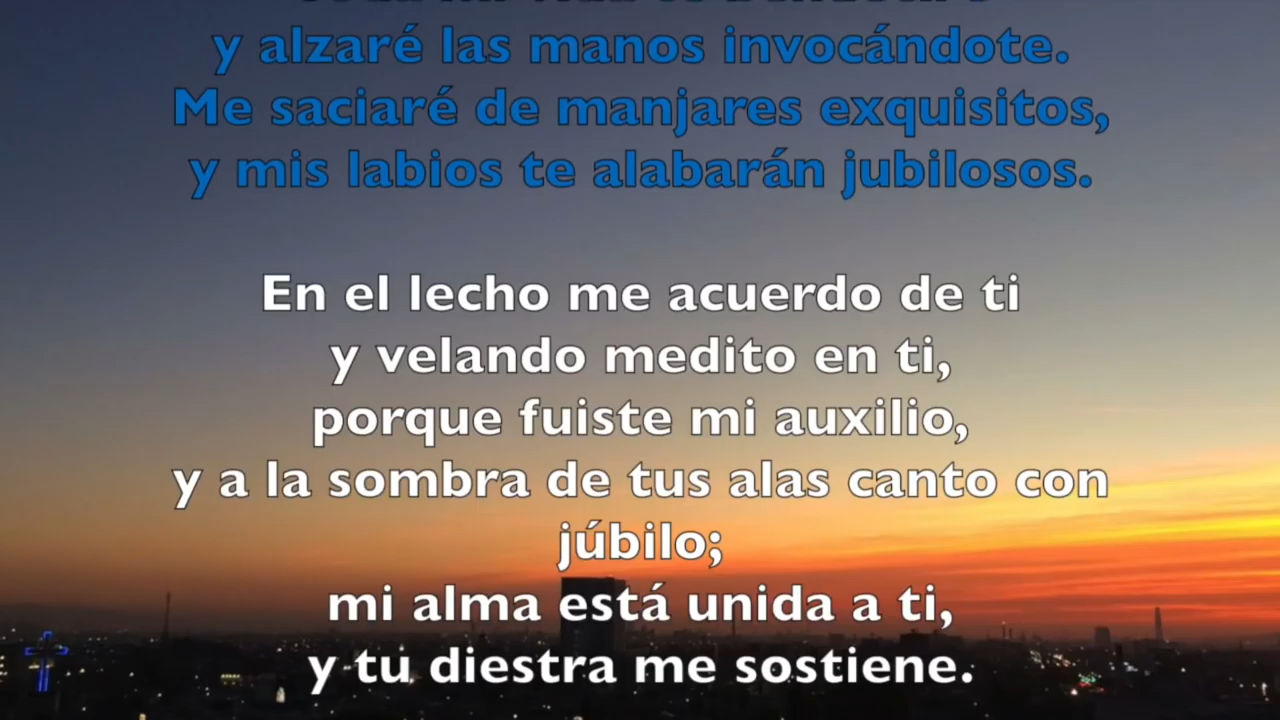 y alzaré las manos invocándote.
Me saciaré de manjares exquisitos,
y mis labios te alabarán jubilosos.
En el lecho me acuerdo de ti
y velando medito en ti,
porque fuiste mi auxilio,
y a la sombra de tus alas canto con
júbilo;
mi alma está unida a ti,
y tu diestra me sostiene.